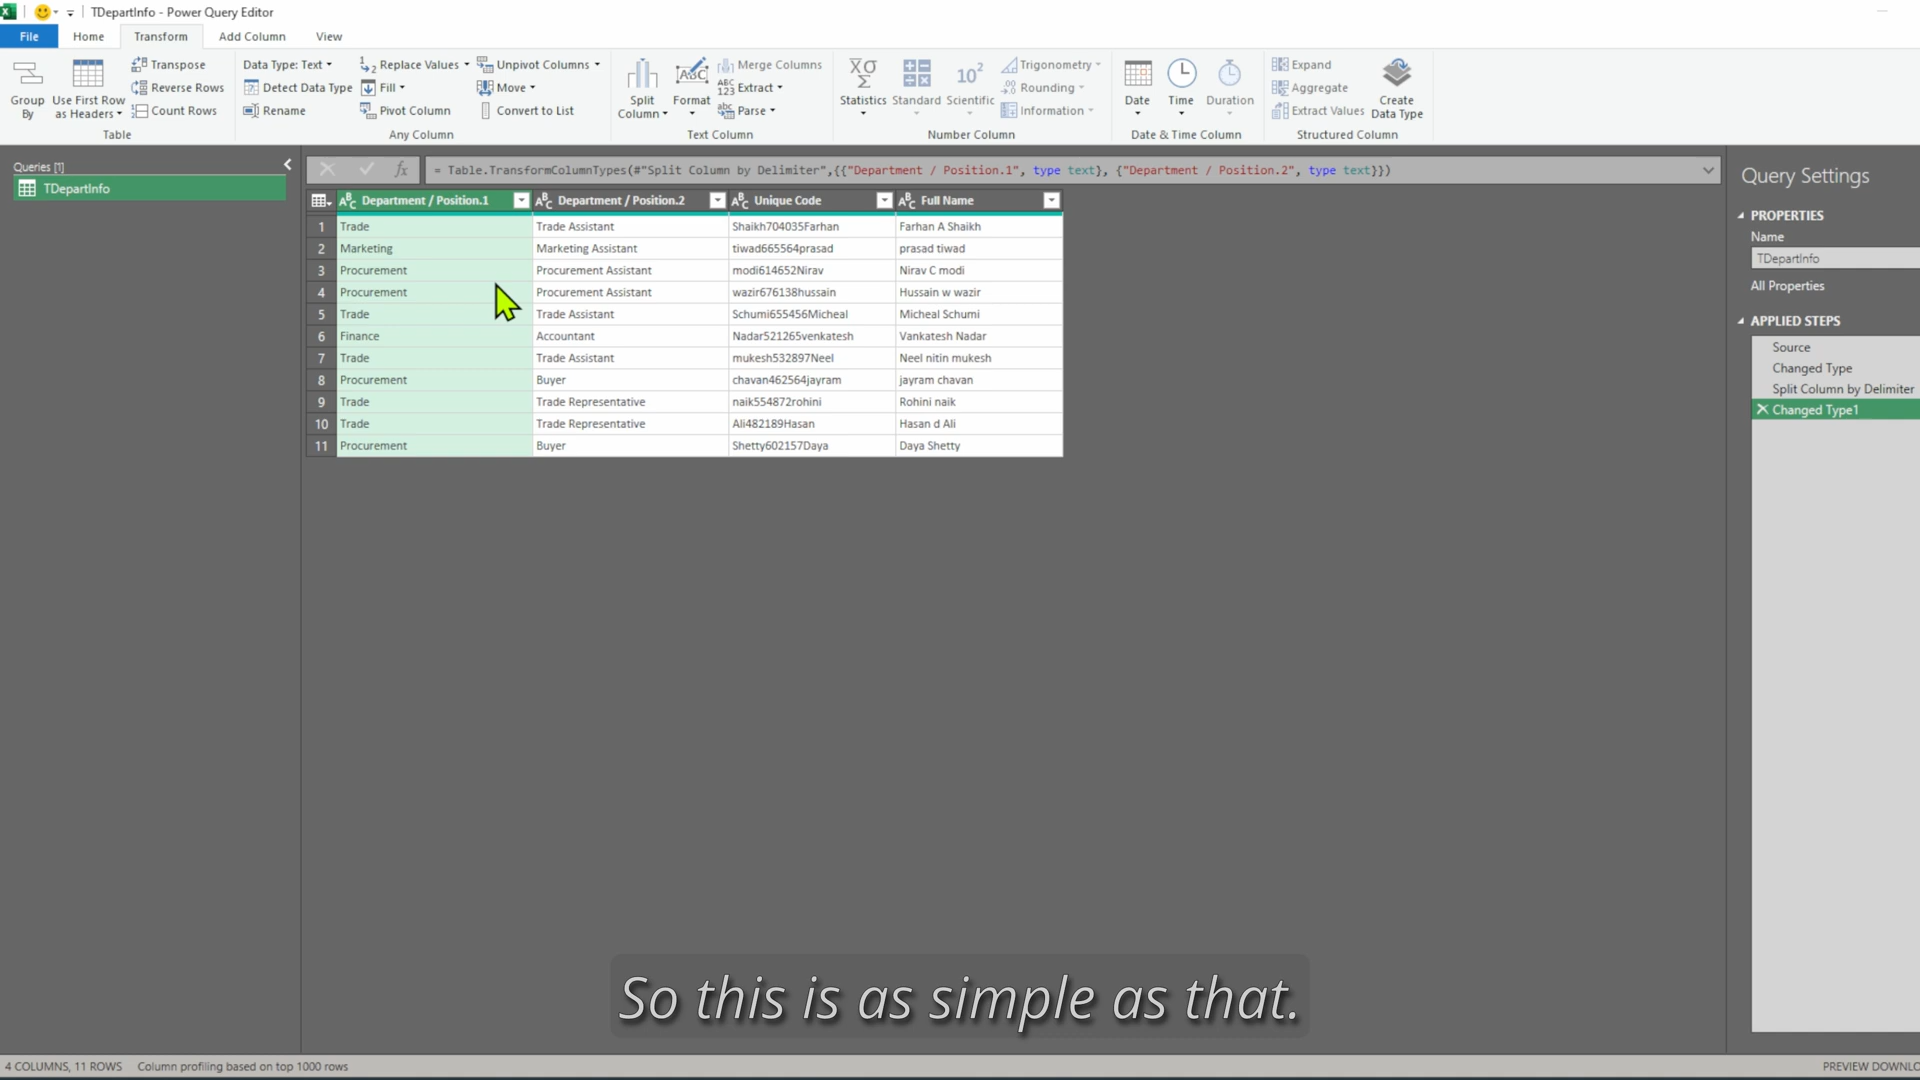 TDepartInfo - Power Query Editor
File Home Transform Add Column View
Group By
Use First Row as Headers
Transpose
Reverse Rows
Count Rows
Table
Data Type: Text
Detect Data Type
Rename
Replace Values
Fill
Pivot Column
Unpivot Columns
Move
Convert to List
Any Column
Split Column
Format
Merge Columns
Extract
Parse
Text Column
Statistics
Standard
Scientific
Trigonometry
Rounding
Information
Number Column
Date
Time
Duration
Date & Time Column
Expand
Aggregate
Extract Values
Create Data Type
Structured Column
Queries [1]
TDepartInfo
= Table.TransformColumnTypes(#"Split Column by Delimiter",{{"Department / Position.1", type text}, {"Department / Position.2", type text}})
Department / Position.1 Department / Position.2 Unique Code Full Name
1 Trade Trade Assistant Shaikh704035Farhan Farhan A Shaikh
2 Marketing Marketing Assistant tiwad665564prasad prasad tiwad
3 Procurement Procurement Assistant modi614652Nirav Nirav C modi
4 Procurement Procurement Assistant wazir676138hussain Hussain w wazir
5 Trade Trade Assistant Schumi655456Micheal Micheal Schumi
6 Finance Accountant Nadar521265venkatesh Vankatesh Nadar
7 Trade Trade Assistant mukesh532897Neel Neel nitin mukesh
8 Procurement Buyer chavan462564jayram jayram chavan
9 Trade Trade Representative naik554872rohini Rohini naik
10 Trade Trade Representative Ali482189Hasan Hasan d Ali
11 Procurement Buyer Shetty602157Daya Daya Shetty
Query Settings
PROPERTIES
Name
TDepartInfo
All Properties
APPLIED STEPS
Source
Changed Type
Split Column by Delimiter
Changed Type1
So this is as simple as that.
4 COLUMNS, 11 ROWS Column profiling based on top 1000 rows
PREVIEW DOWNLO